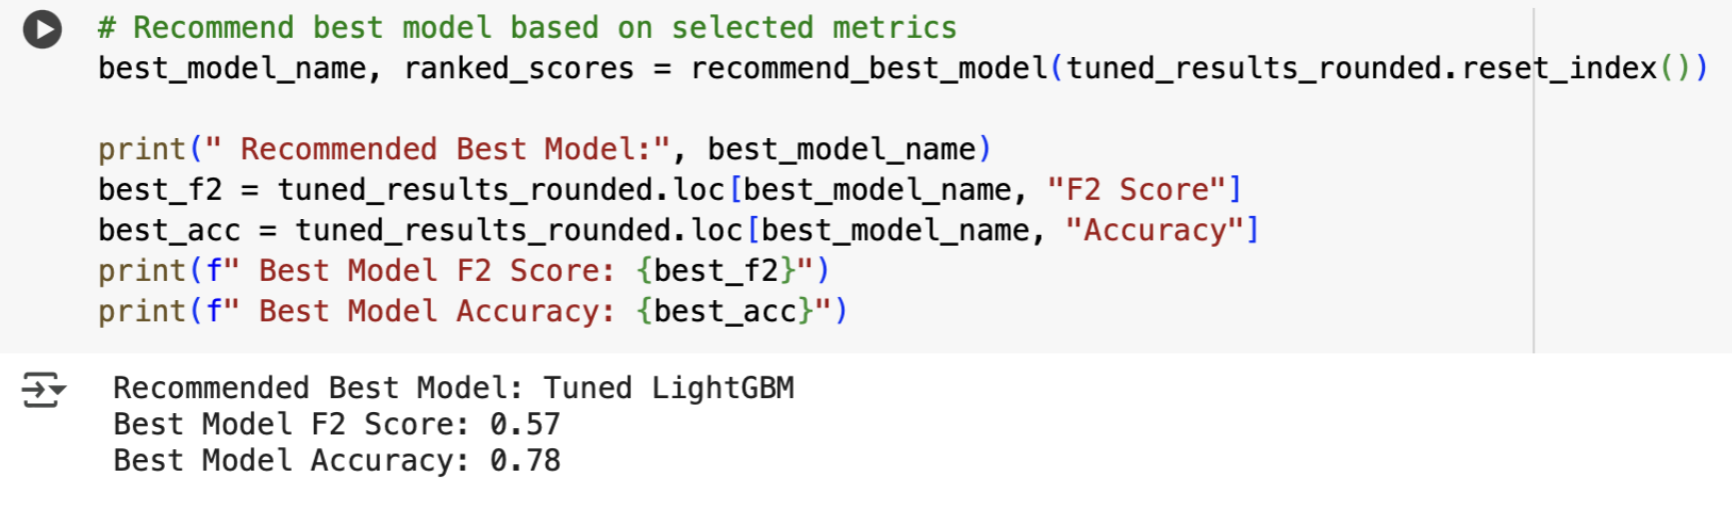 # Recommend best model based on selected metrics
best_model_name, ranked_scores = recommend_best_model(tuned_results_rounded.reset_index())
print(" Recommended Best Model:", best_model_name)
best_f2 = tuned_results_rounded.loc[best_model_name, "F2 Score"]
best_acc = tuned_results_rounded.loc[best_model_name, "Accuracy"]
print(f" Best Model F2 Score: {best_f2}")
print(f" Best Model Accuracy: {best_acc}")
Recommended Best Model: Tuned LightGBM
Best Model F2 Score: 0.57
Best Model Accuracy: 0.78